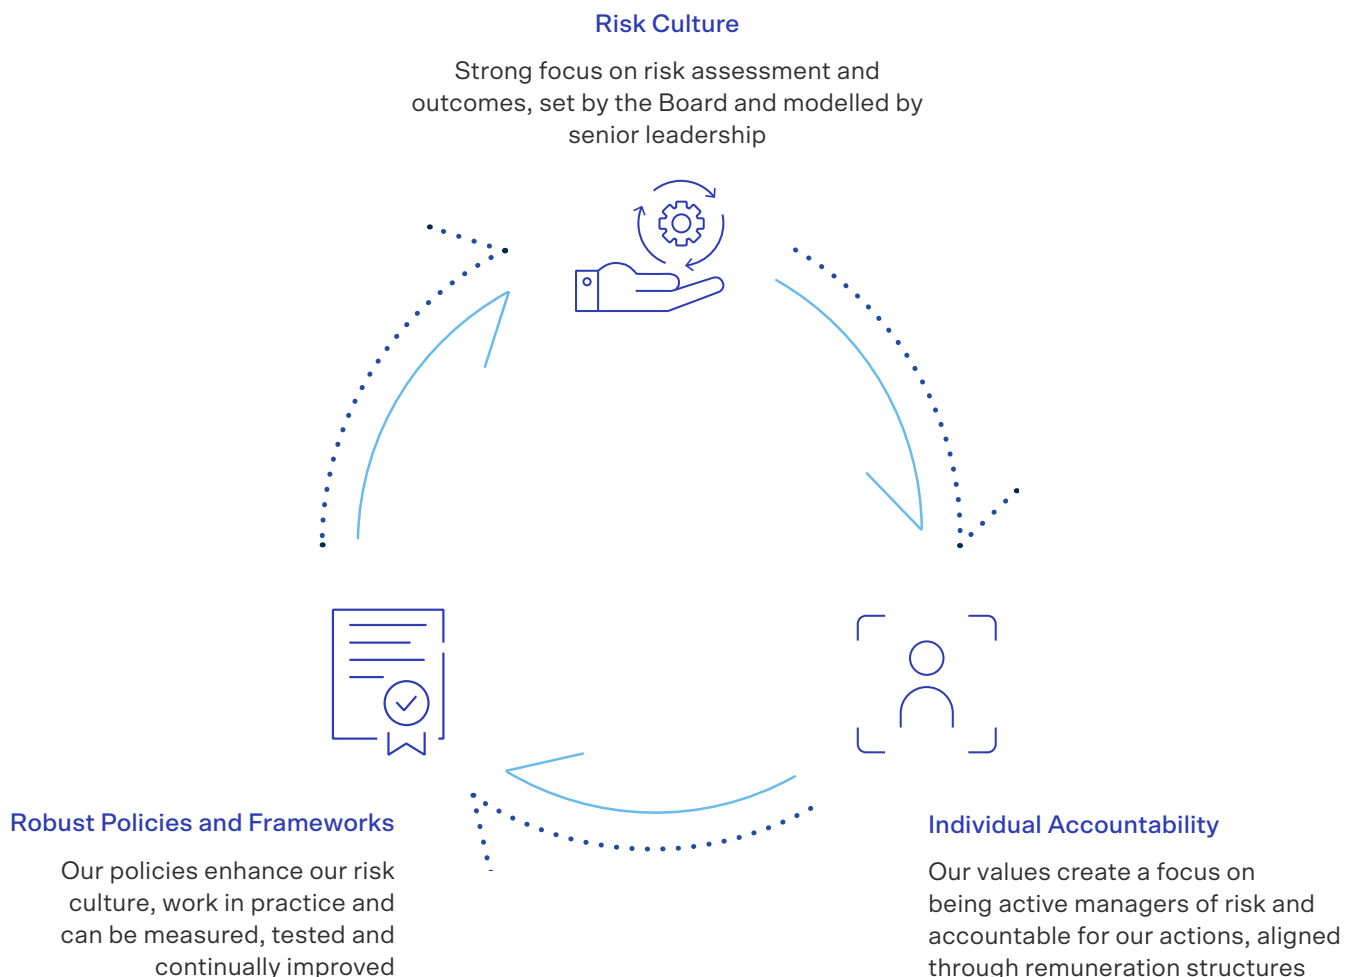 Risk Culture
Strong focus on risk assessment and
outcomes, set by the Board and modelled by
senior leadership
Robust Policies and Frameworks
Our policies enhance our risk
culture, work in practice and
can be measured, tested and
continually improved
Individual Accountability
Our values create a focus on
being active managers of risk and
accountable for our actions, aligned
through remuneration structures